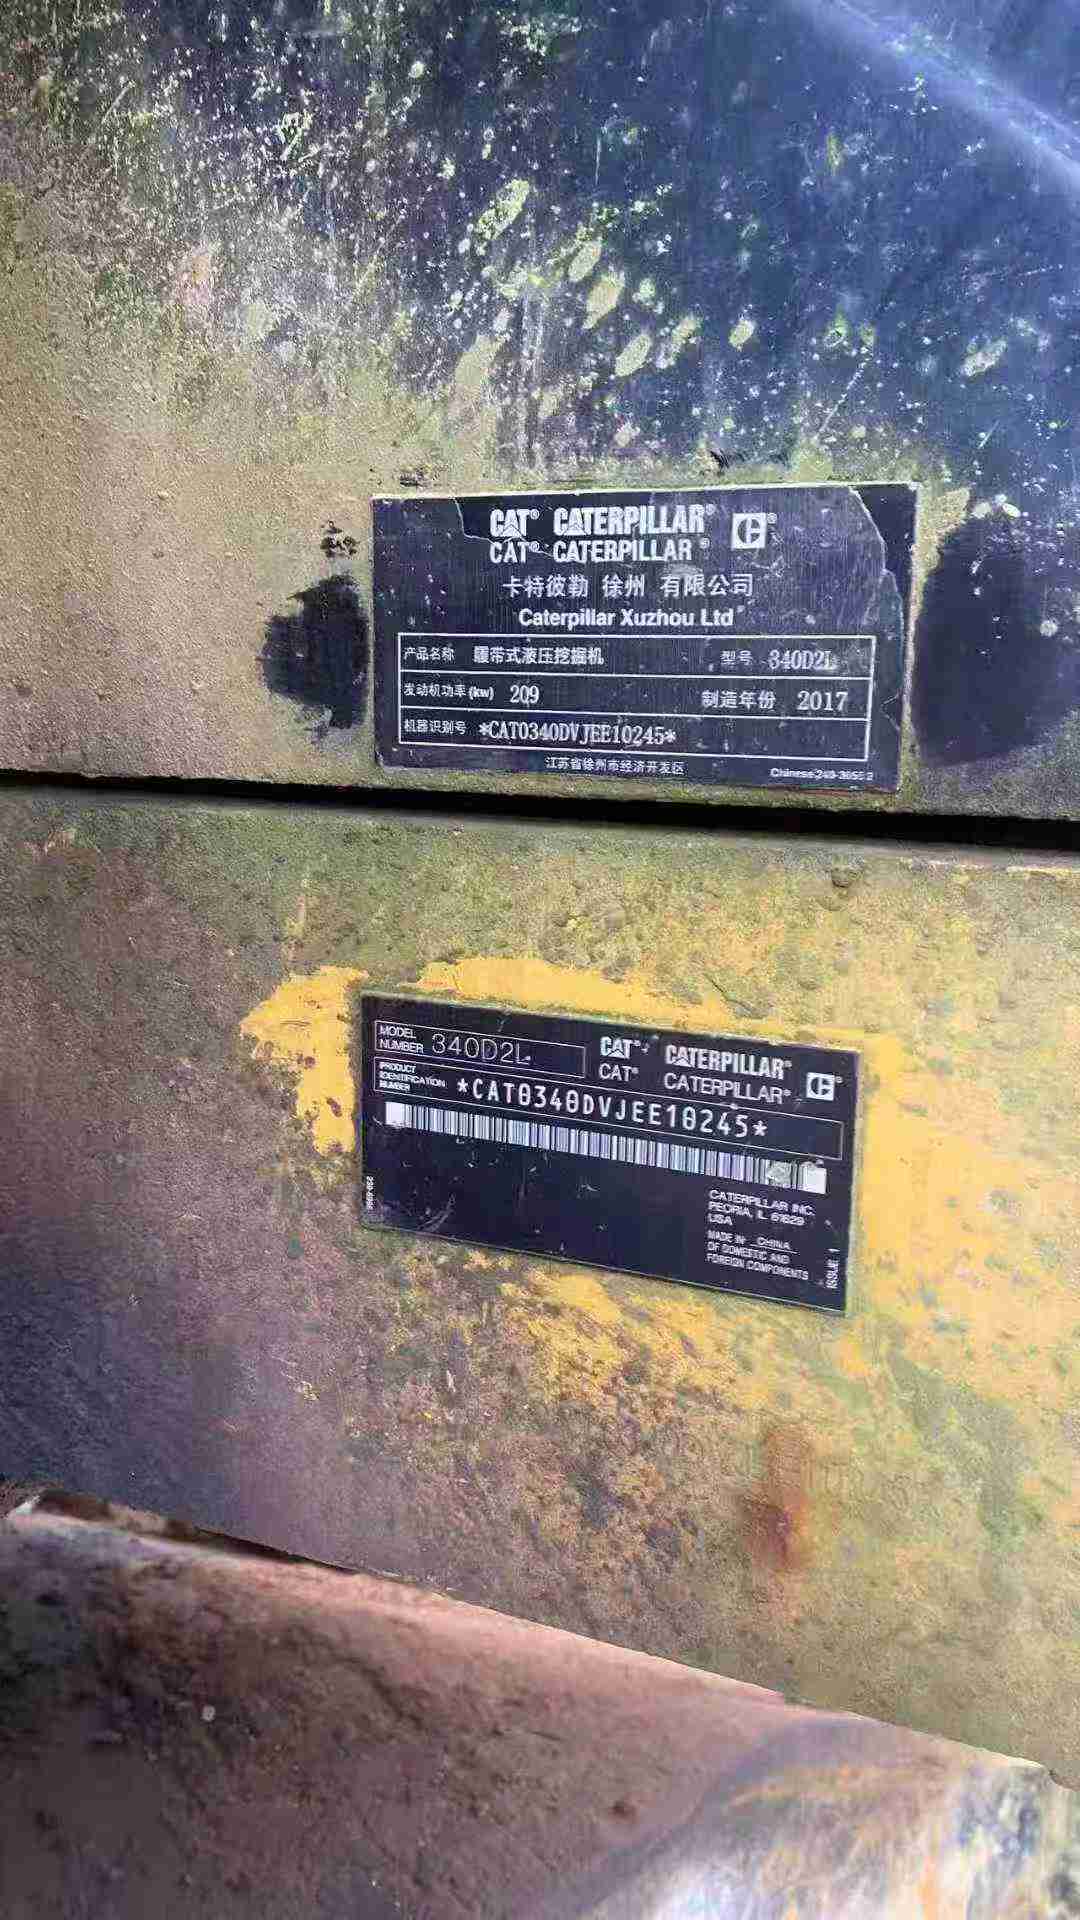 CAT® CATERPILLAR®
CAT® CATERPILLAR®
卡特彼勒 徐州 有限公司
Caterpillar Xuzhou Ltd
产品名称 履带式液压挖掘机 型号 340D2L
发动机功率(kw) 209 制造年份 2017
机器识别号 *CAT0340DVJEE10245*
江苏省徐州市经济开发区
Chinese
MODEL NUMBER 340D2L
CAT® CATERPILLAR®
CAT® CATERPILLAR®
PRODUCT IDENTIFICATION NUMBER *CAT0340DVJEE10245*
CATERPILLAR INC.
PEORIA, IL 61629
USA
MADE IN CHINA
OF DOMESTIC AND
FOREIGN COMPONENTS
ISSUE 1